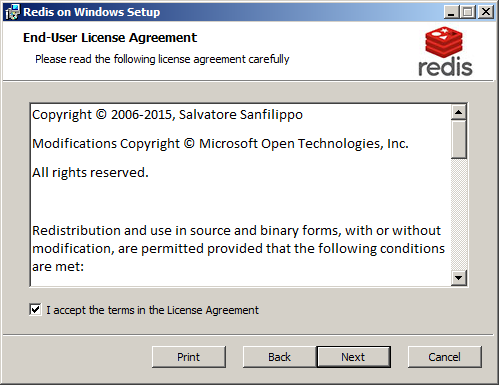 Redis on Windows Setup
End-User License Agreement
Please read the following license agreement carefully
redis
Copyright © 2006-2015, Salvatore Sanfilippo
Modifications Copyright © Microsoft Open Technologies, Inc.
All rights reserved.
Redistribution and use in source and binary forms, with or without
modification, are permitted provided that the following conditions
are met:
I accept the terms in the License Agreement
Print
Back
Next
Cancel